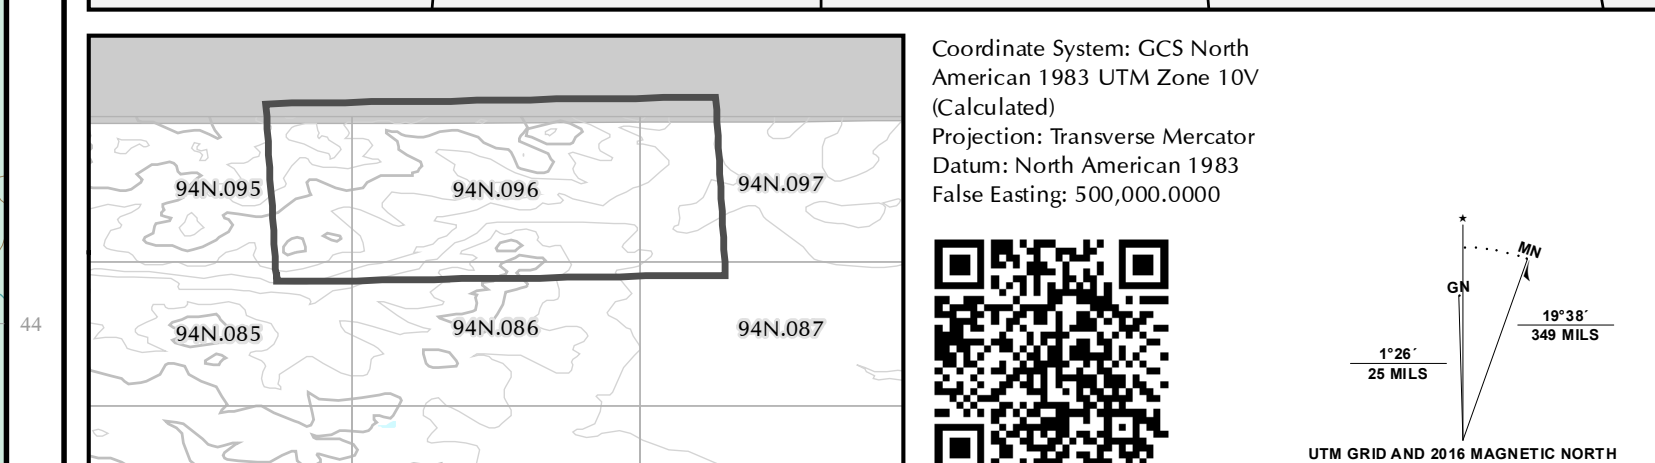 94N.095
94N.096
94N.097
94N.085
94N.086
94N.087
44
Coordinate System: GCS North
American 1983 UTM Zone 10V
(Calculated)
Projection: Transverse Mercator
Datum: North American 1983
False Easting: 500,000.0000
MN
GN
19°38´
349 MILS
1°26´
25 MILS
UTM GRID AND 2016 MAGNETIC NORTH